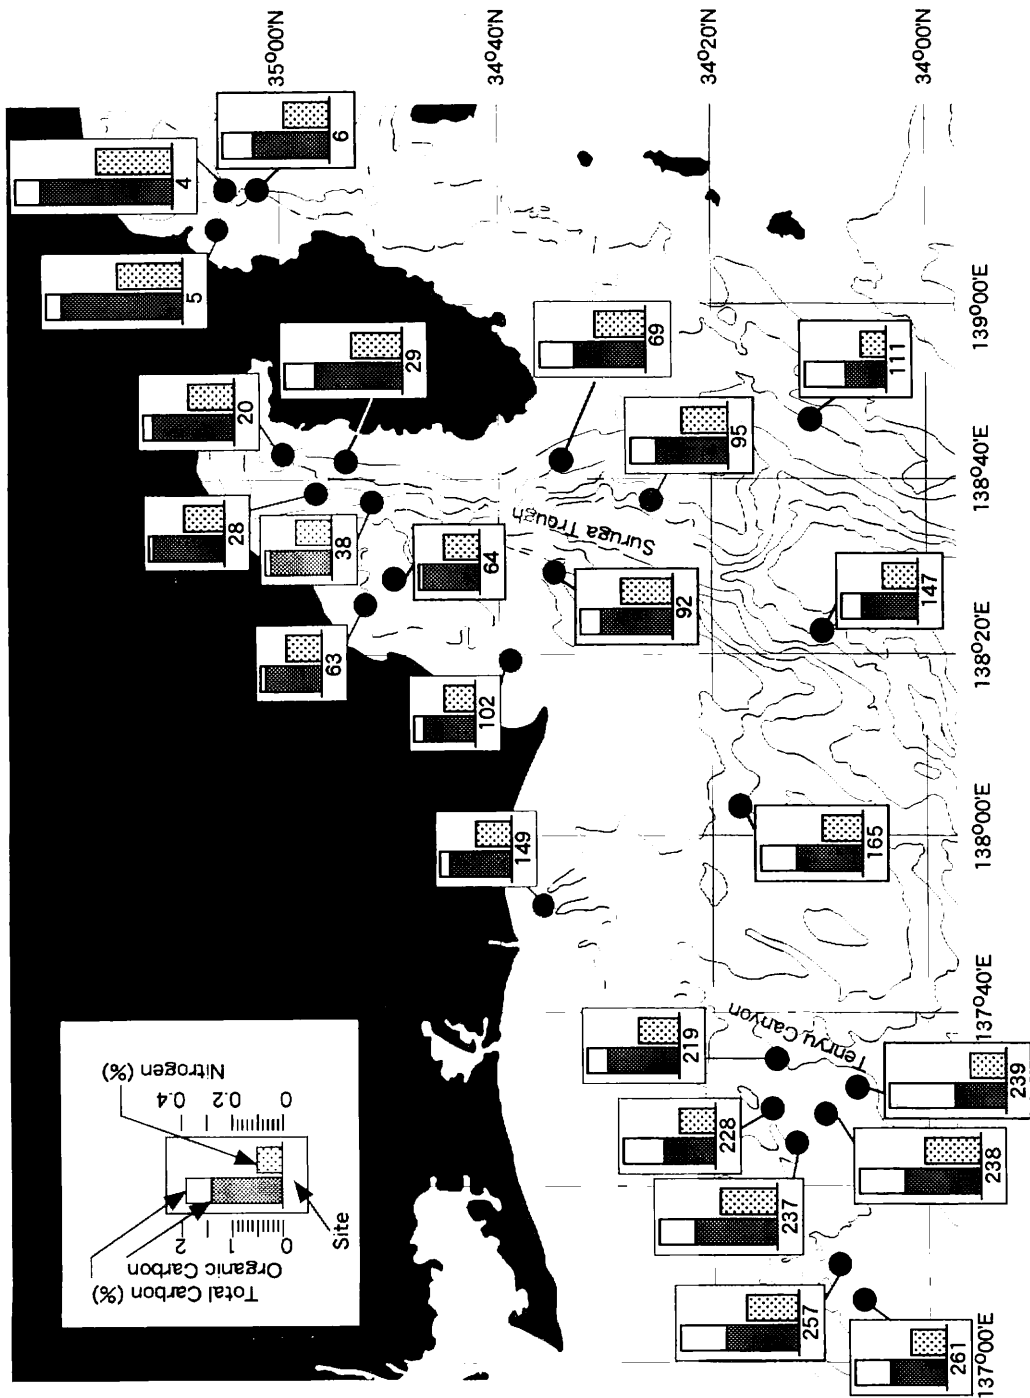 Total Carbon (%)
Organic Carbon
Nitrogen (%)
0 1 2
0 0.2 0.4
Site
35°00'N
34°40'N
34°20'N
34°00'N
137°00'E
137°40'E
138°00'E
138°20'E
138°40'E
139°00'E
Suruga Trough
Tenryu Canyon
4
5
6
20
28
29
38
63
64
69
92
95
102
111
147
149
165
219
228
237
238
239
257
261